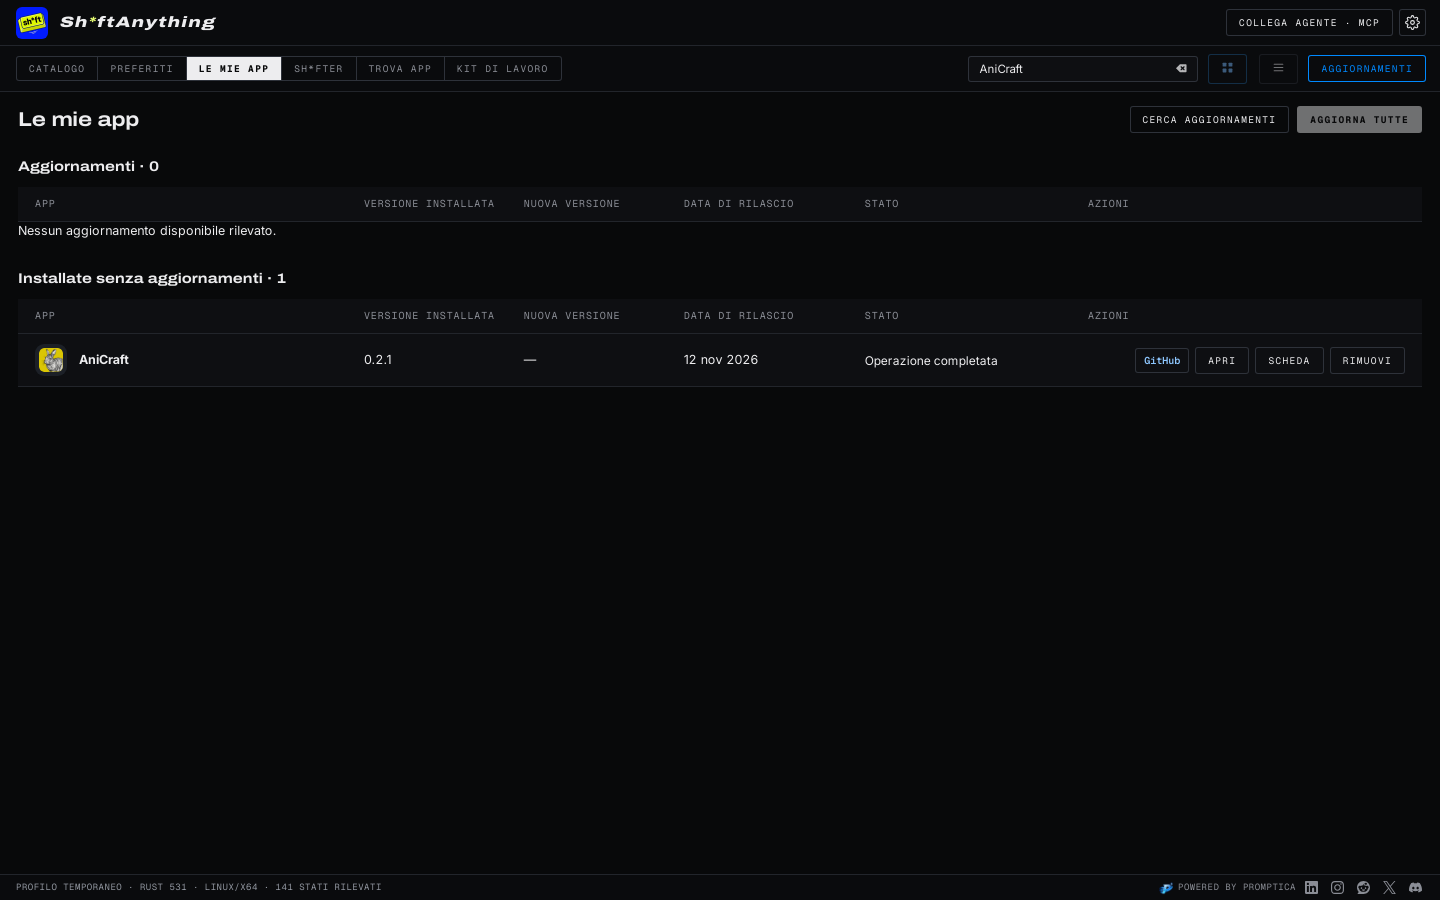 sh*ft
Sh*ftAnything
COLLEGA AGENTE · MCP
CATALOGO
PREFERITI
LE MIE APP
SH*FTER
TROVA APP
KIT DI LAVORO
AniCraft
AGGIORNAMENTI
Le mie app
CERCA AGGIORNAMENTI
AGGIORNA TUTTE
Aggiornamenti · 0
APP VERSIONE INSTALLATA NUOVA VERSIONE DATA DI RILASCIO STATO AZIONI
Nessun aggiornamento disponibile rilevato.
Installate senza aggiornamenti · 1
APP VERSIONE INSTALLATA NUOVA VERSIONE DATA DI RILASCIO STATO AZIONI
AniCraft 0.2.1 — 12 nov 2026 Operazione completata GitHub APRI SCHEDA RIMUOVI
PROFILO TEMPORANEO · RUST 531 · LINUX/X64 · 141 STATI RILEVATI
POWERED BY PROMPTICA